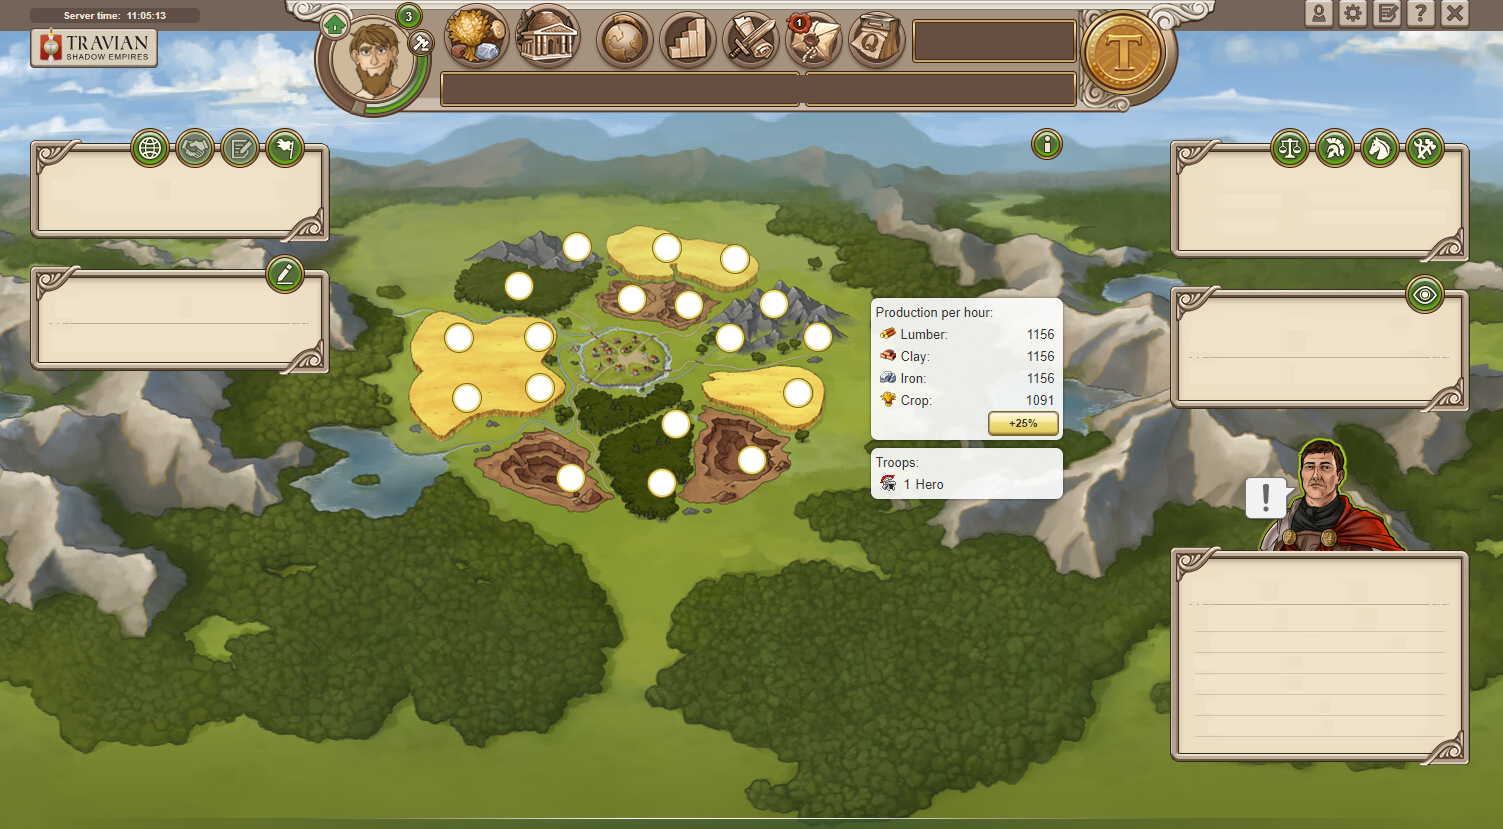 Server time: 11:05:13
TRAVIAN
SHADOW EMPIRES
3
1
Q
T
Production per hour:
Lumber: 1156
Clay: 1156
Iron: 1156
Crop: 1091
+25%
Troops:
1 Hero
!
?